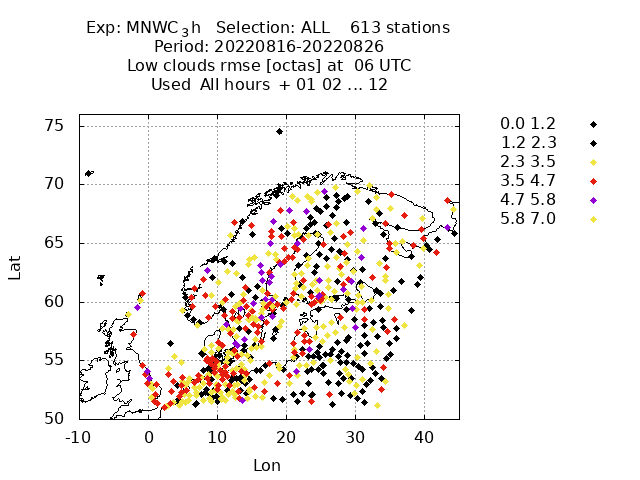 Exp: MNWC3h Selection: ALL 613 stations
Period: 20220816-20220826
Low clouds rmse [octas] at 06 UTC
Used All hours + 01 02 ... 12
75
70
65
60
55
50
Lat
-10 0 10 20 30 40
Lon
0.0 1.2
1.2 2.3
2.3 3.5
3.5 4.7
4.7 5.8
5.8 7.0